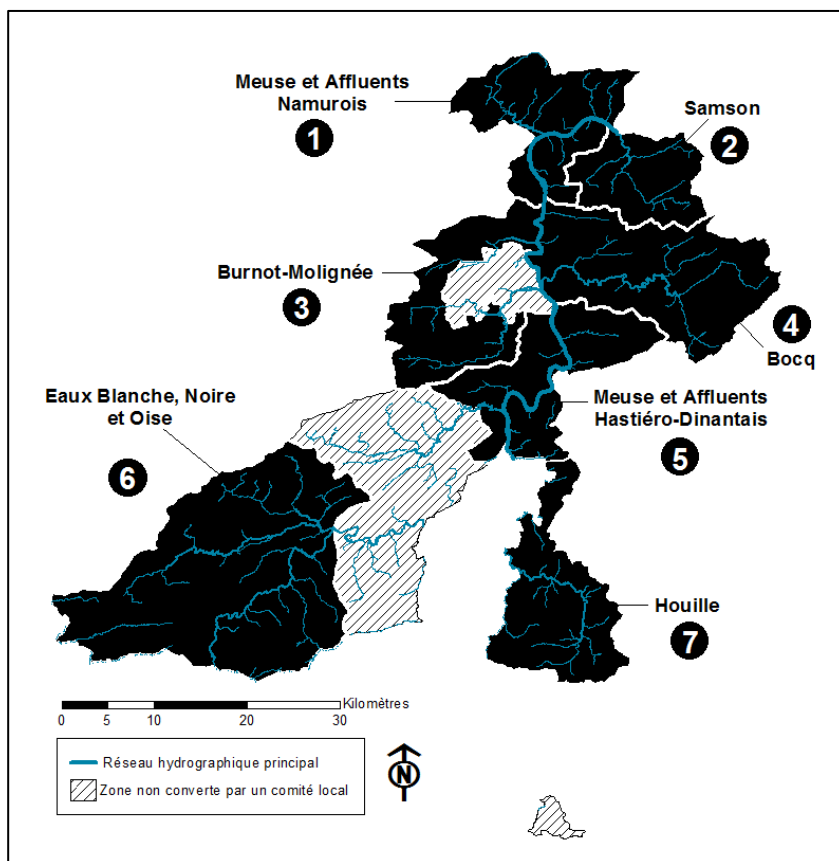 Meuse et Affluents
Namurois
1
Samson
2
Burnot-Molignée
3
4
Bocq
Eaux Blanche, Noire
et Oise
6
Meuse et Affluents
Hastiéro-Dinantais
5
Houille
7
Kilomètres
0 5 10 20 30
Réseau hydrographique principal
Zone non converte par un comité local
N